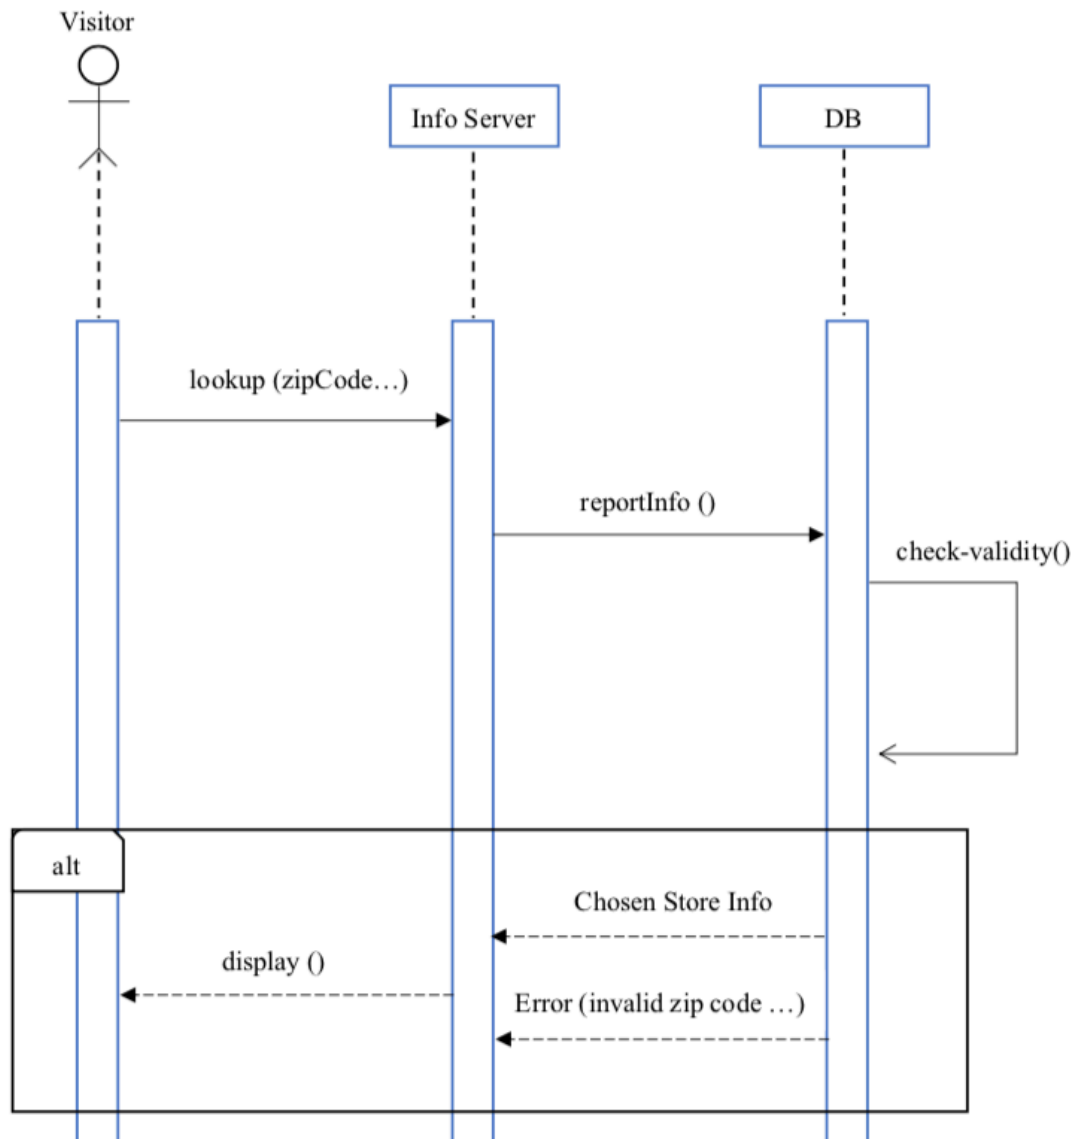 Visitor
Info Server
DB
lookup (zipCode…)
reportInfo ()
check-validity()
alt
Chosen Store Info
display ()
Error (invalid zip code …)